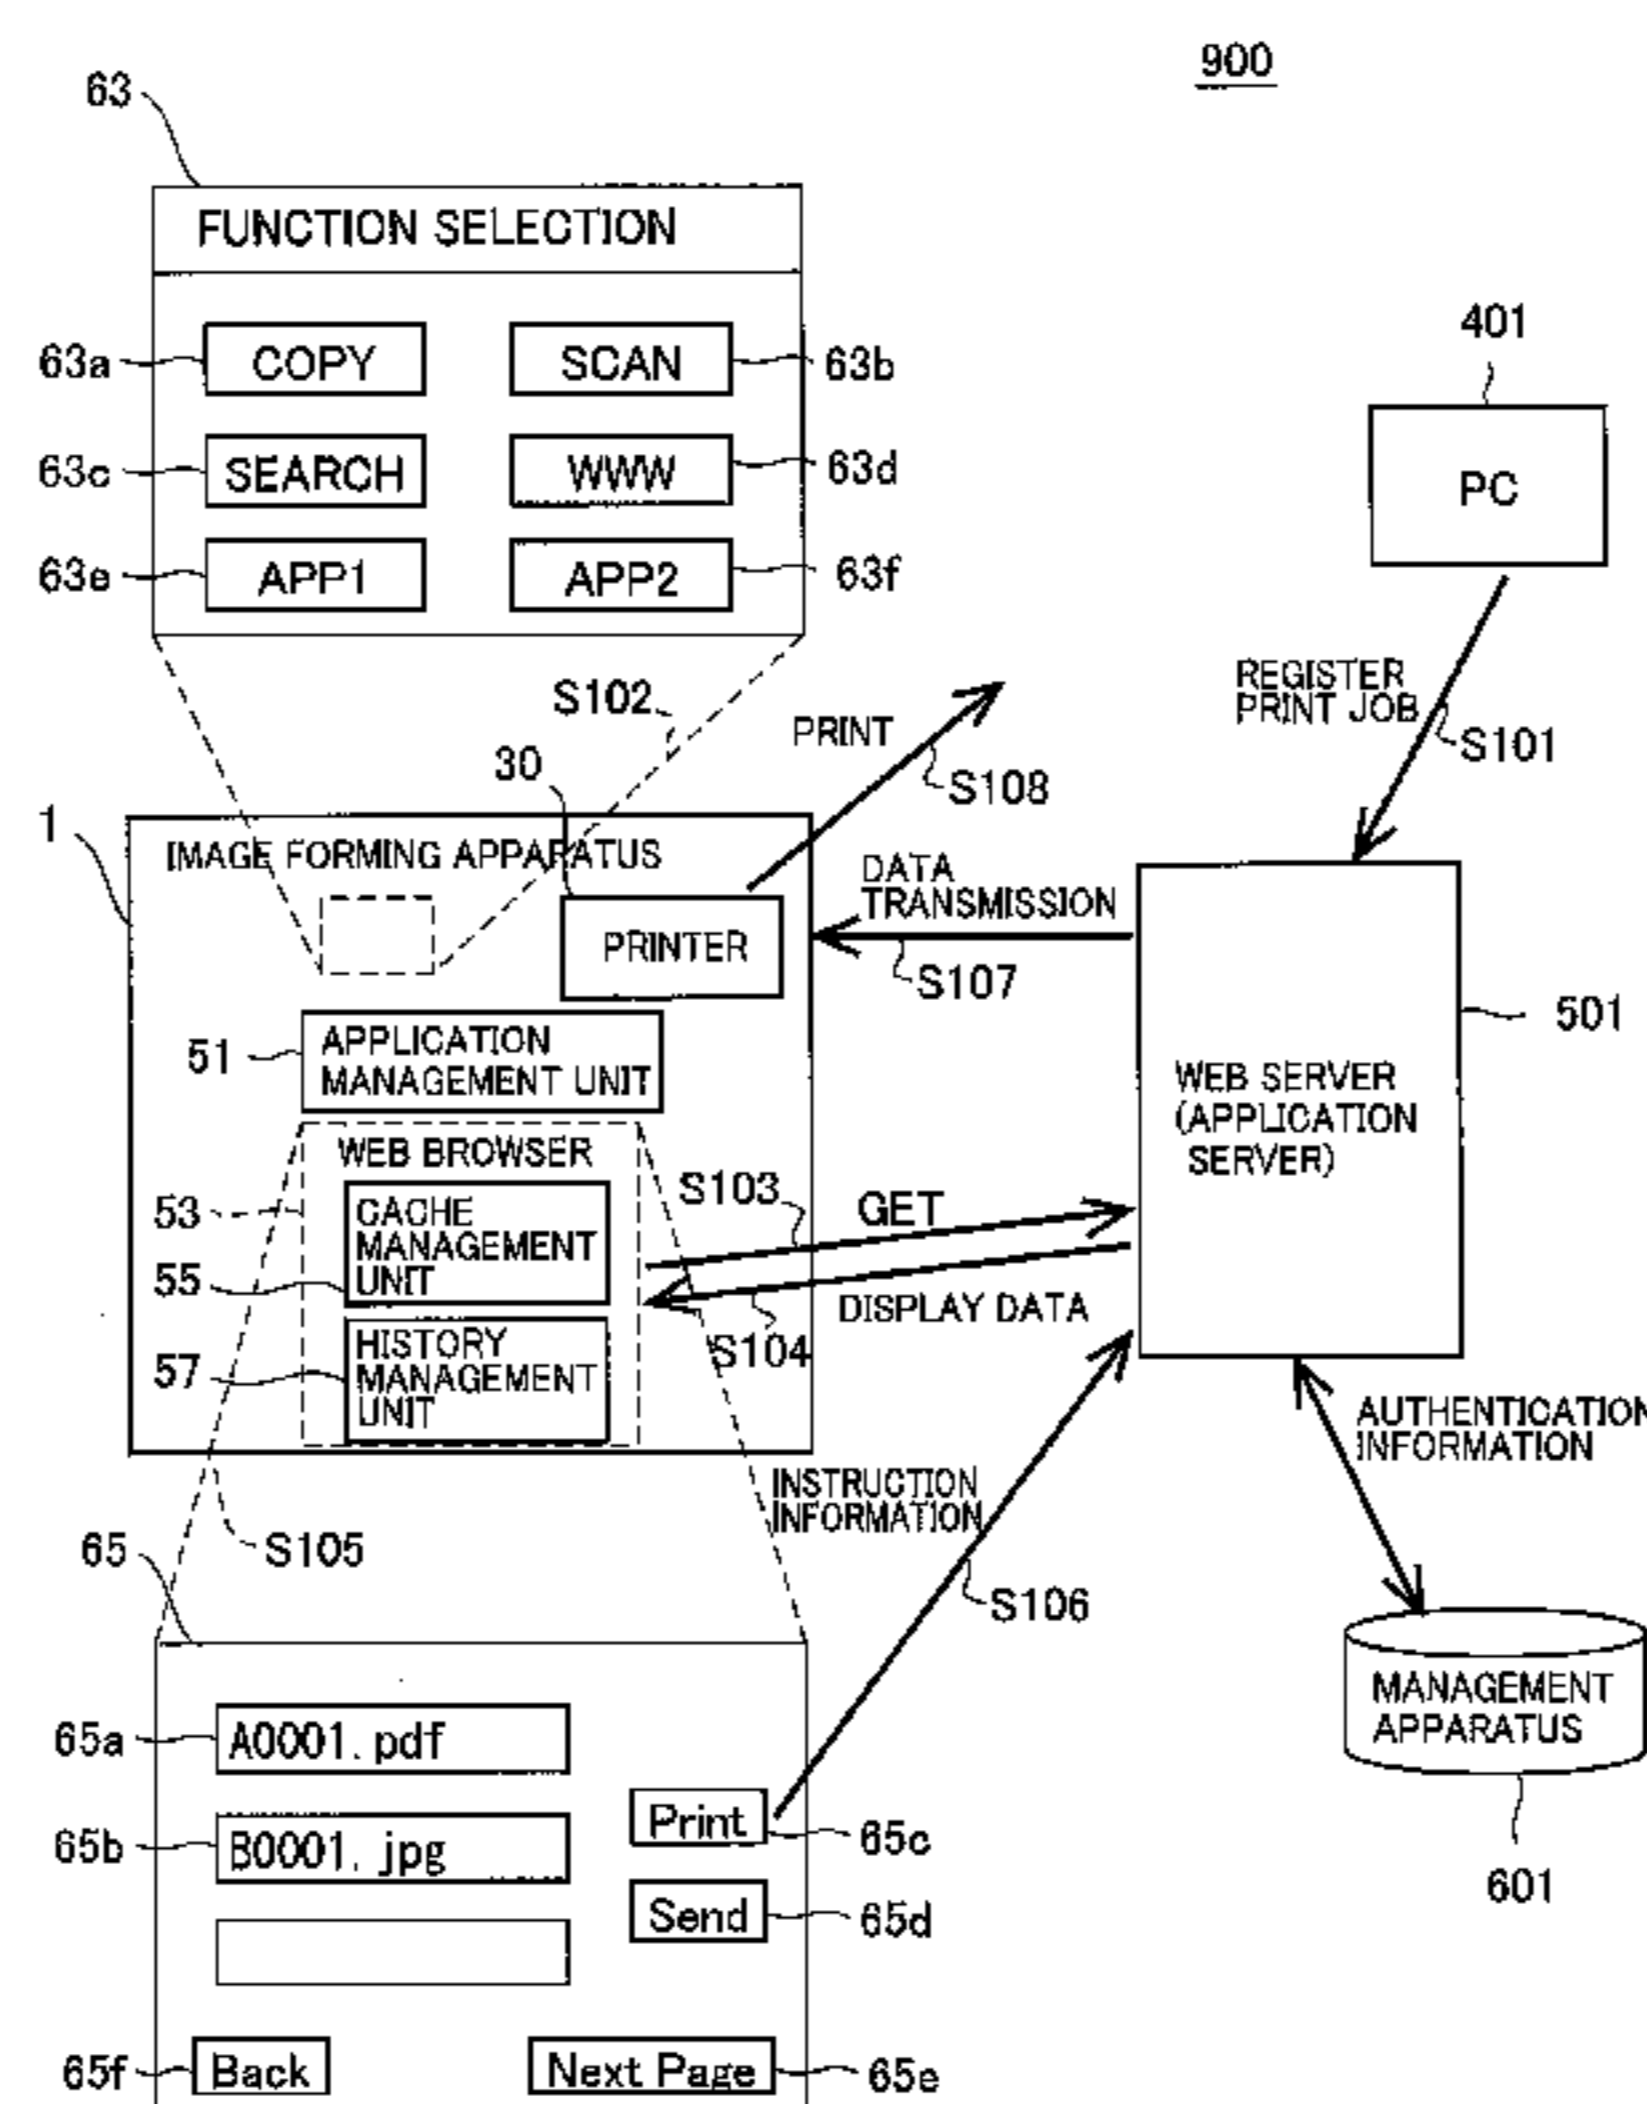 900
63
FUNCTION SELECTION
63a
COPY
SCAN
63b
401
63c
SEARCH
WWW
63d
PC
63e
APP1
APP2
63f
REGISTER
PRINT JOB
S101
S102
PRINT
30
S108
1
IMAGE FORMING APPARATUS
DATA
TRANSMISSION
PRINTER
S107
501
51
APPLICATION
MANAGEMENT UNIT
WEB SERVER
(APPLICATION
SERVER)
WEB BROWSER
S103
GET
53
CACHE
MANAGEMENT
UNIT
55
DISPLAY DATA
S104
HISTORY
MANAGEMENT
UNIT
57
AUTHENTICATION
INFORMATION
INSTRUCTION
INFORMATION
65
S105
S106
MANAGEMENT
APPARATUS
65a
A0001.pdf
65b
B0001.jpg
Print
65c
601
Send
65d
65f
Back
Next Page
65e